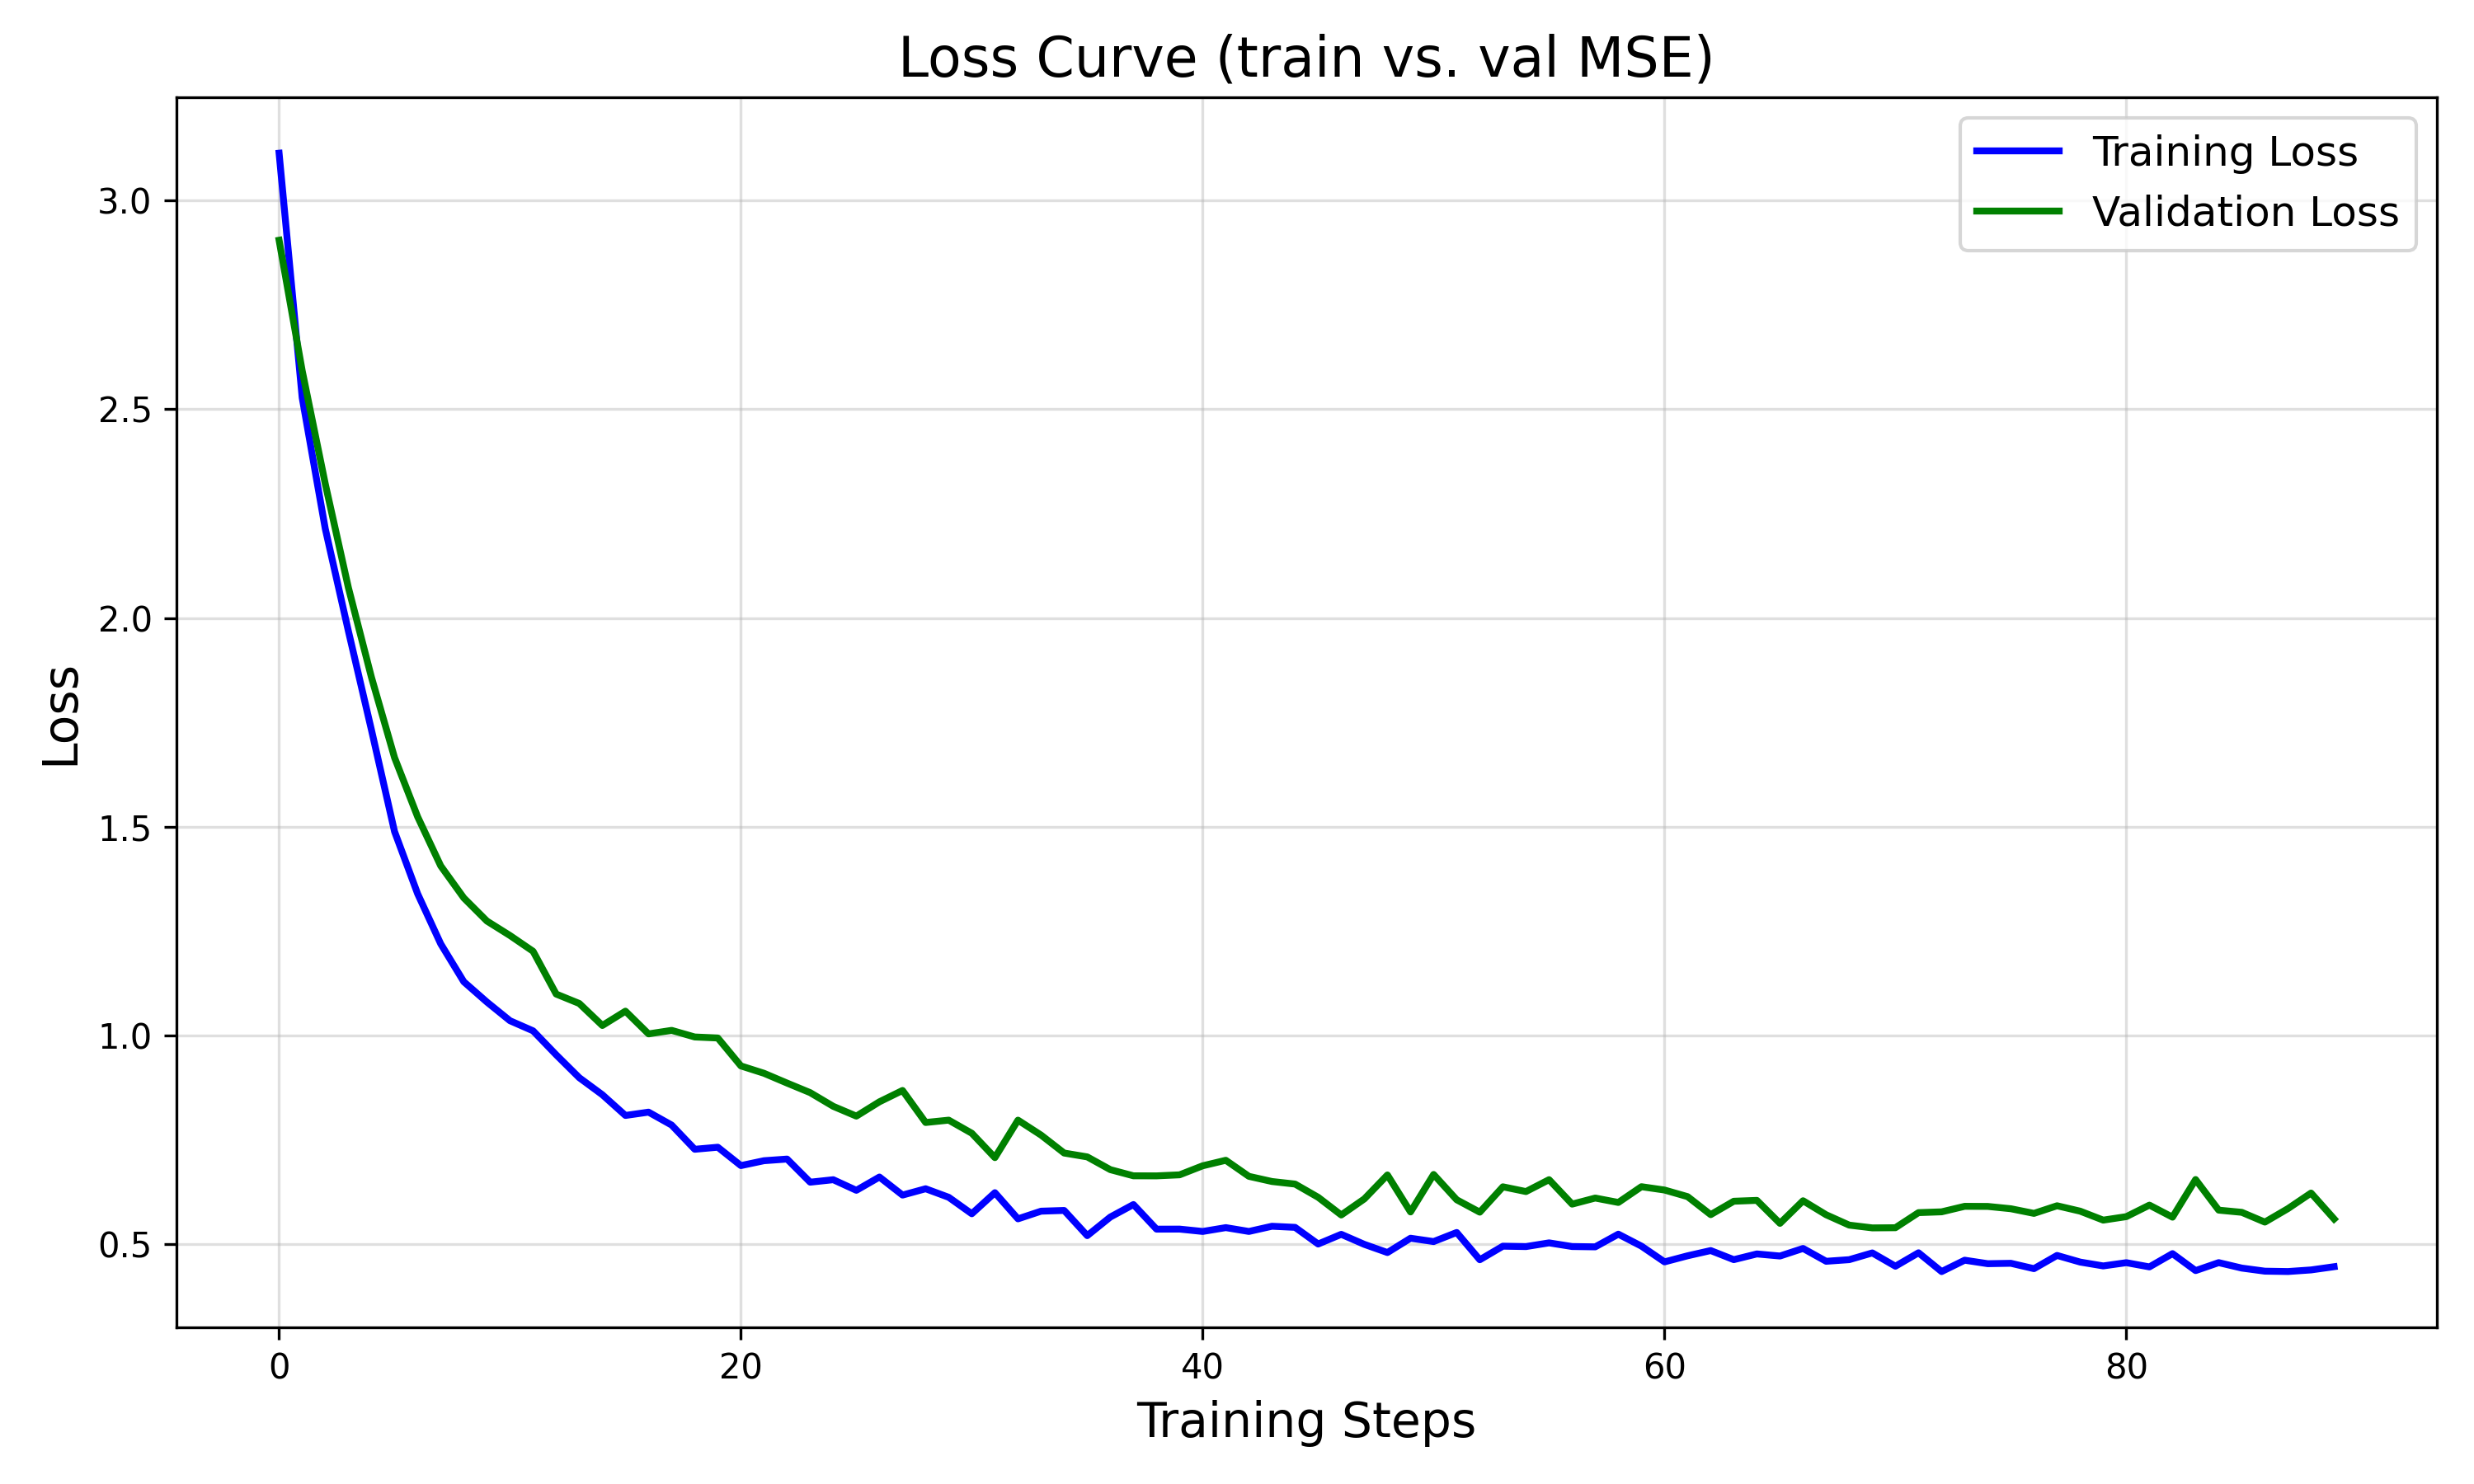 Loss Curve (train vs. val MSE)
Training Loss
Validation Loss
3.0
2.5
2.0
1.5
1.0
0.5
Loss
0 20 40 60 80
Training Steps